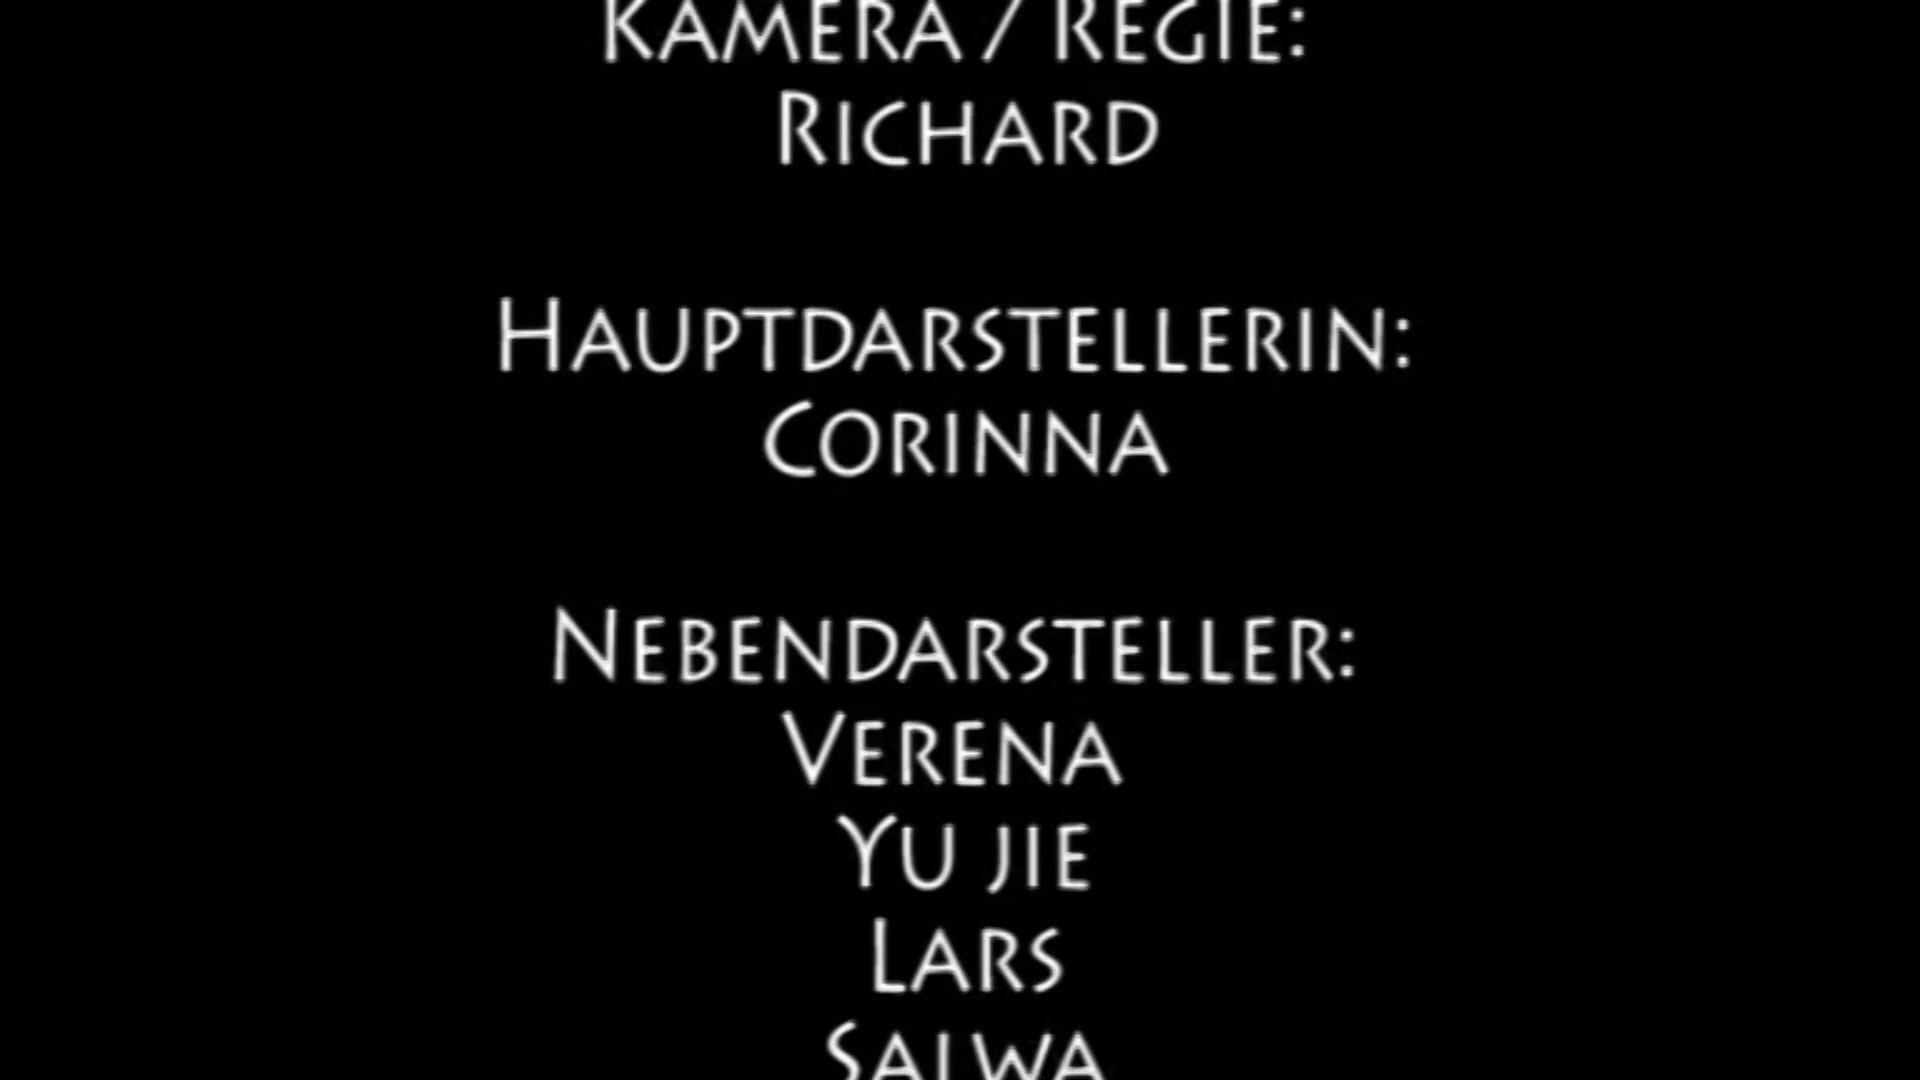 Kamera / Regie:
Richard
Hauptdarstellerin:
Corinna
Nebendarsteller:
Verena
Yu jie
Lars
Salwa